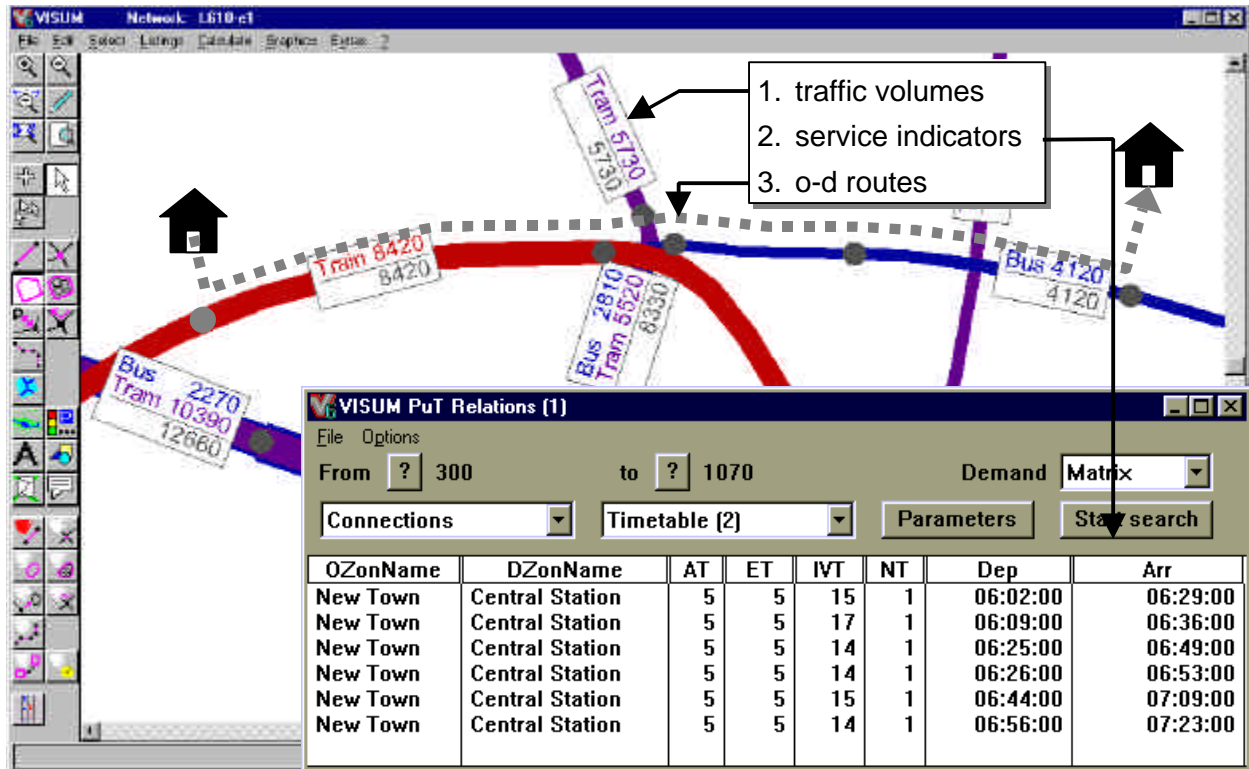 VISUM Network: L610-e1
File Edit Select Listings Calculate Graphics Extras ?
1. traffic volumes
2. service indicators
3. o-d routes
Tram 5730
5730
Train 8420
8420
Bus 4120
4120
Bus 2810
Tram 5520
8330
Bus 2270
Tram 10390
12660
VISUM PuT Relations (1)
File Options
From ? 300 to ? 1070 Demand Matrix
Connections Timetable (2) Parameters Start search
OZonName DZonName AT ET IVT NT Dep Arr
New Town Central Station 5 5 15 1 06:02:00 06:29:00
New Town Central Station 5 5 17 1 06:09:00 06:36:00
New Town Central Station 5 5 14 1 06:25:00 06:49:00
New Town Central Station 5 5 14 1 06:26:00 06:53:00
New Town Central Station 5 5 15 1 06:44:00 07:09:00
New Town Central Station 5 5 14 1 06:56:00 07:23:00